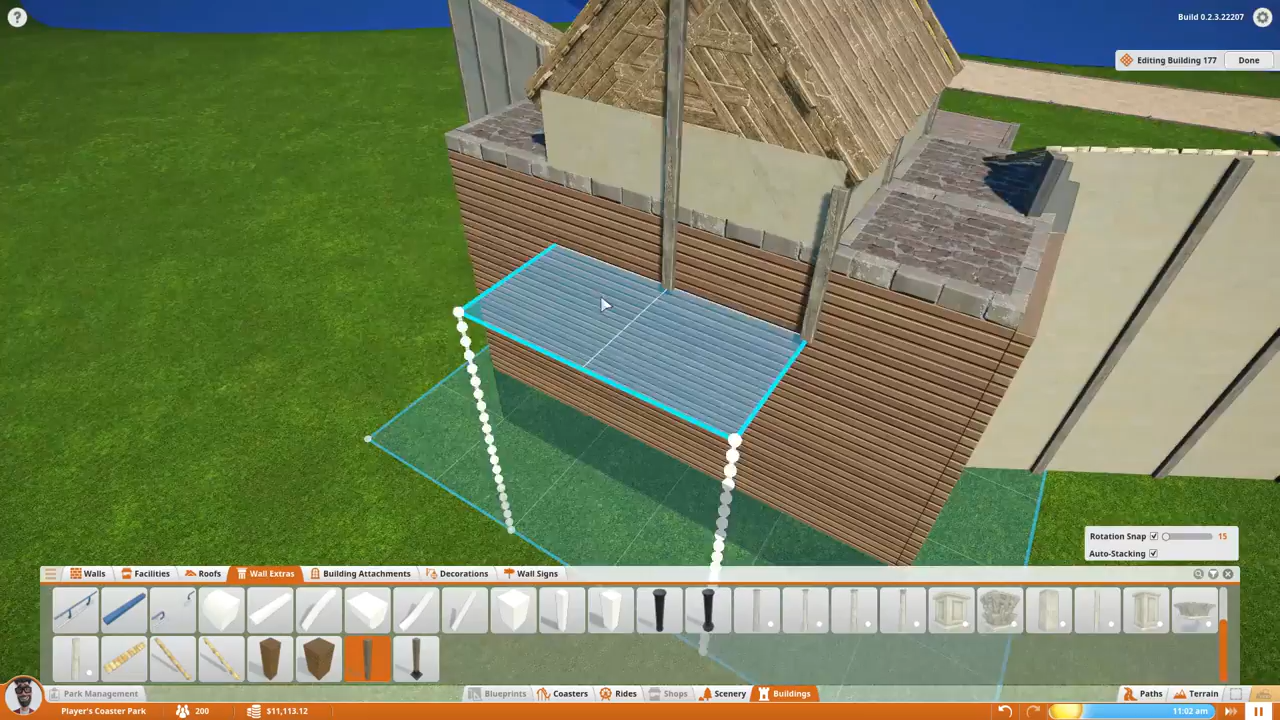 ?
Build 0.2.3.22207
Editing Building 177
Done
Rotation Snap
15
Auto-Stacking
Walls
Facilities
Roofs
Wall Extras
Building Attachments
Decorations
Wall Signs
Park Management
Blueprints
Coasters
Rides
Shops
Scenery
Buildings
Paths
Terrain
Player's Coaster Park
200
$11,113.12
11:02 am